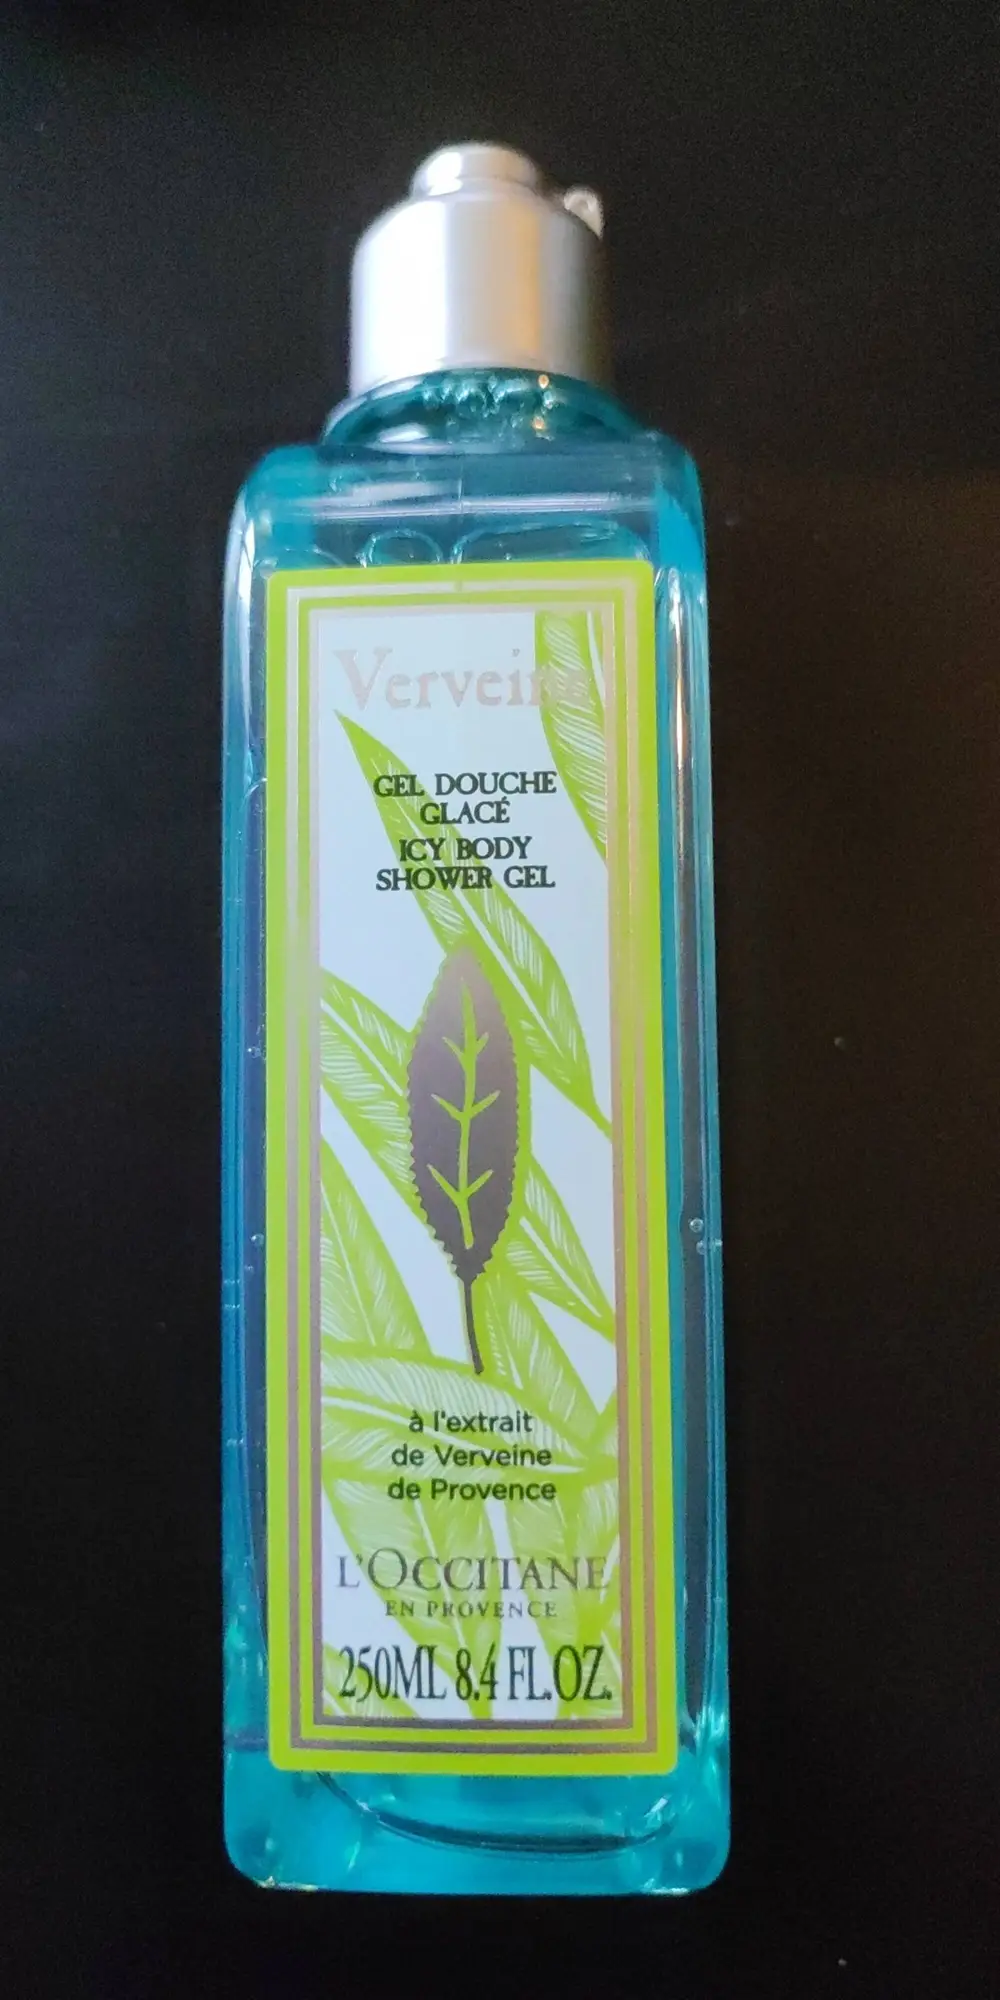 Verveine
GEL DOUCHE
GLACÉ
ICY BODY
SHOWER GEL
à l'extrait
de Verveine
de Provence
L'OCCITANE
EN PROVENCE
250ML 8.4 FL.OZ.